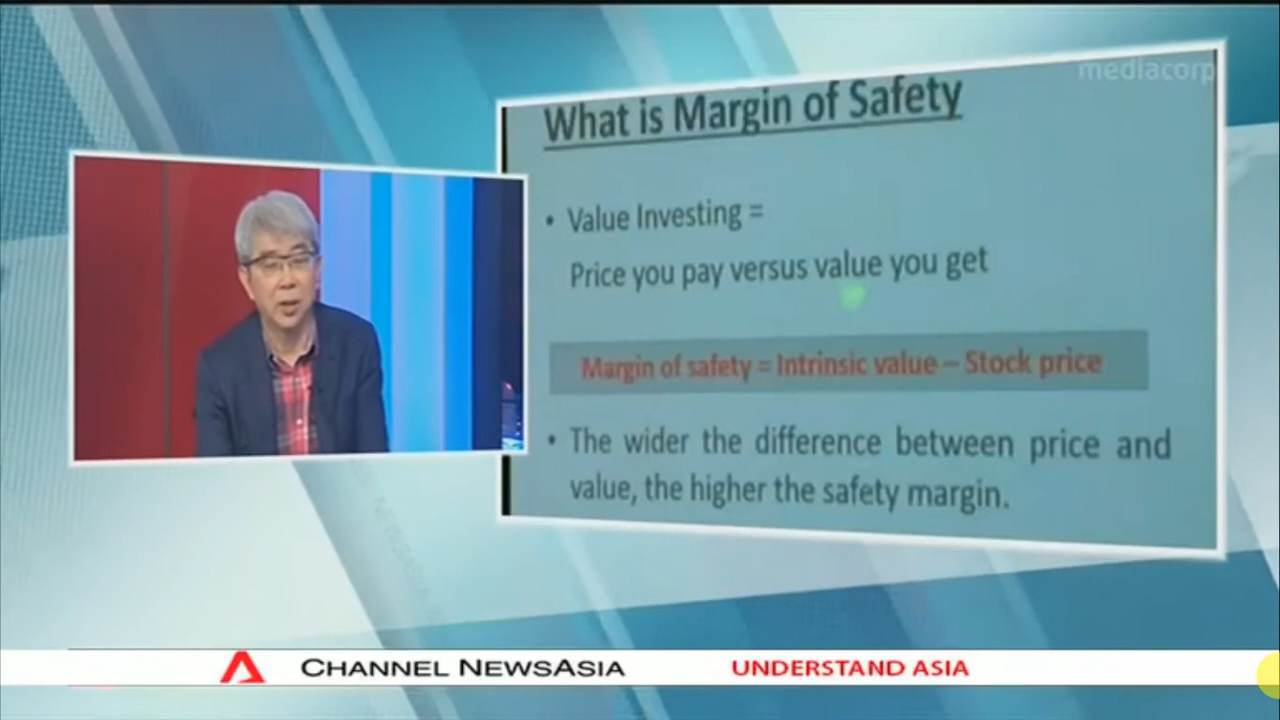 mediacorp
What is Margin of Safety
• Value Investing =
Price you pay versus value you get
Margin of safety = Intrinsic value – Stock price
• The wider the difference between price and
value, the higher the safety margin.
CHANNEL NEWSASIA
UNDERSTAND ASIA